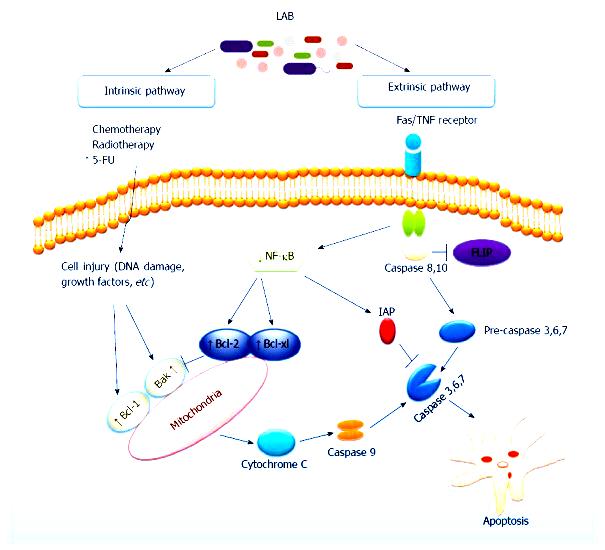 LAB
Intrinsic pathway
Extrinsic pathway
Fas/TNF receptor
Chemotherapy
Radiotherapy
↑ 5-FU
Cell injury (DNA damage,
growth factors, etc)
↓ NF-κB
Caspase 8,10
FLIP
IAP
Pre-caspase 3,6,7
↑ Bcl-2
↑ Bcl-xl
Bak ↑
↑ Bcl-1
Mitochondria
Caspase 3,6,7
Cytochrome C
Caspase 9
Apoptosis